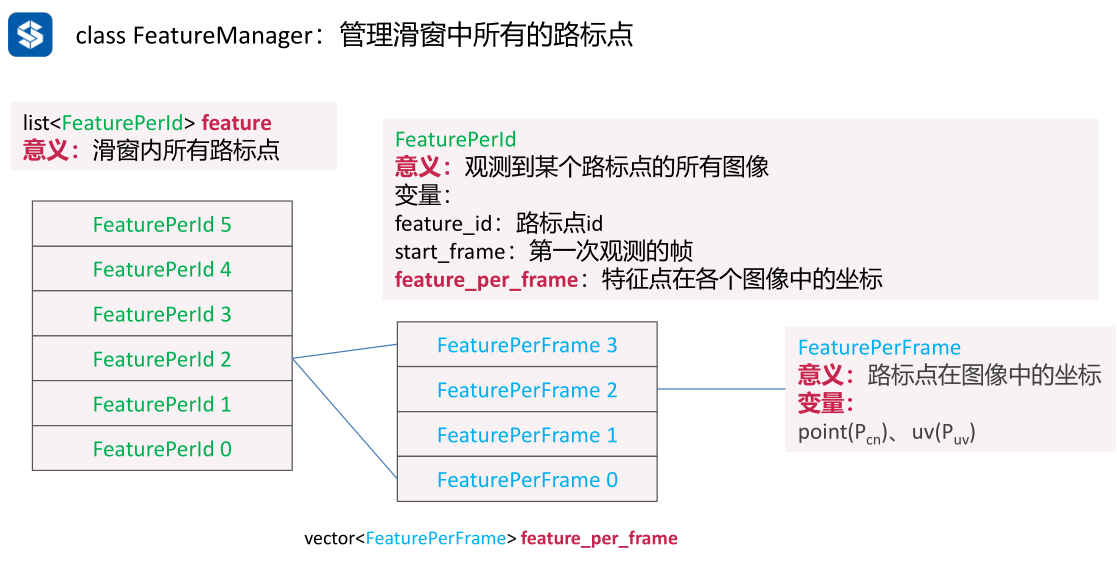 class FeatureManager：管理滑窗中所有的路标点
list<FeaturePerId> feature
意义：滑窗内所有路标点
FeaturePerId 5
FeaturePerId 4
FeaturePerId 3
FeaturePerId 2
FeaturePerId 1
FeaturePerId 0
FeaturePerId
意义：观测到某个路标点的所有图像
变量：
feature_id：路标点id
start_frame：第一次观测的帧
feature_per_frame：特征点在各个图像中的坐标
FeaturePerFrame 3
FeaturePerFrame 2
FeaturePerFrame 1
FeaturePerFrame 0
vector<FeaturePerFrame> feature_per_frame
FeaturePerFrame
意义：路标点在图像中的坐标
变量：
point(Pcn)、uv(Puv)